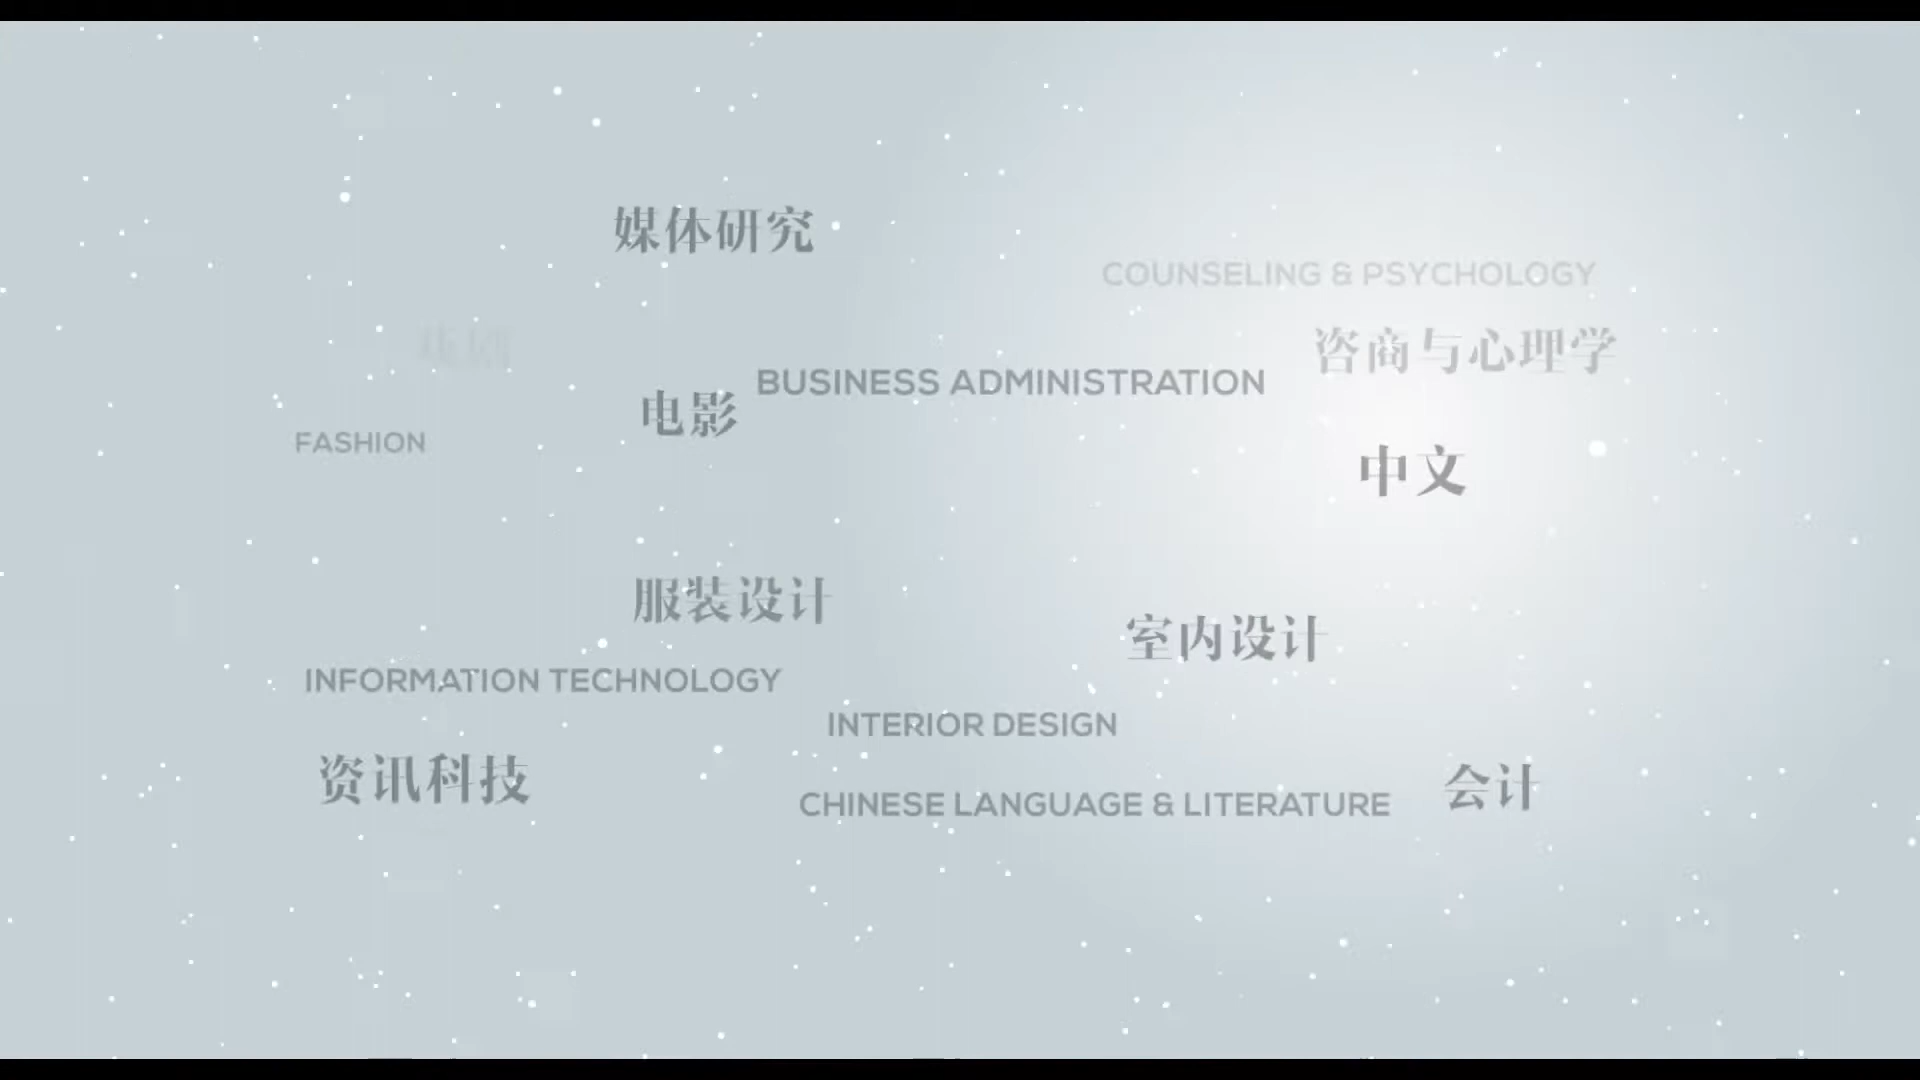 媒体研究
COUNSELING & PSYCHOLOGY
戏剧
咨商与心理学
BUSINESS ADMINISTRATION
电影
FASHION
中文
服装设计
室内设计
INFORMATION TECHNOLOGY
INTERIOR DESIGN
资讯科技
会计
CHINESE LANGUAGE & LITERATURE